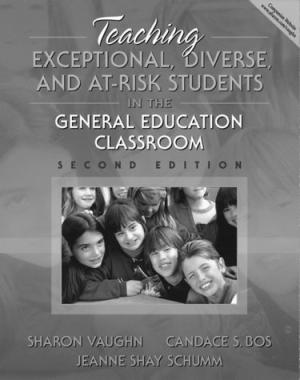 Teaching
EXCEPTIONAL, DIVERSE,
AND AT-RISK STUDENTS
IN THE
GENERAL EDUCATION
CLASSROOM
SECOND EDITION
SHARON VAUGHN CANDACE S. BOS
JEANNE SHAY SCHUMM